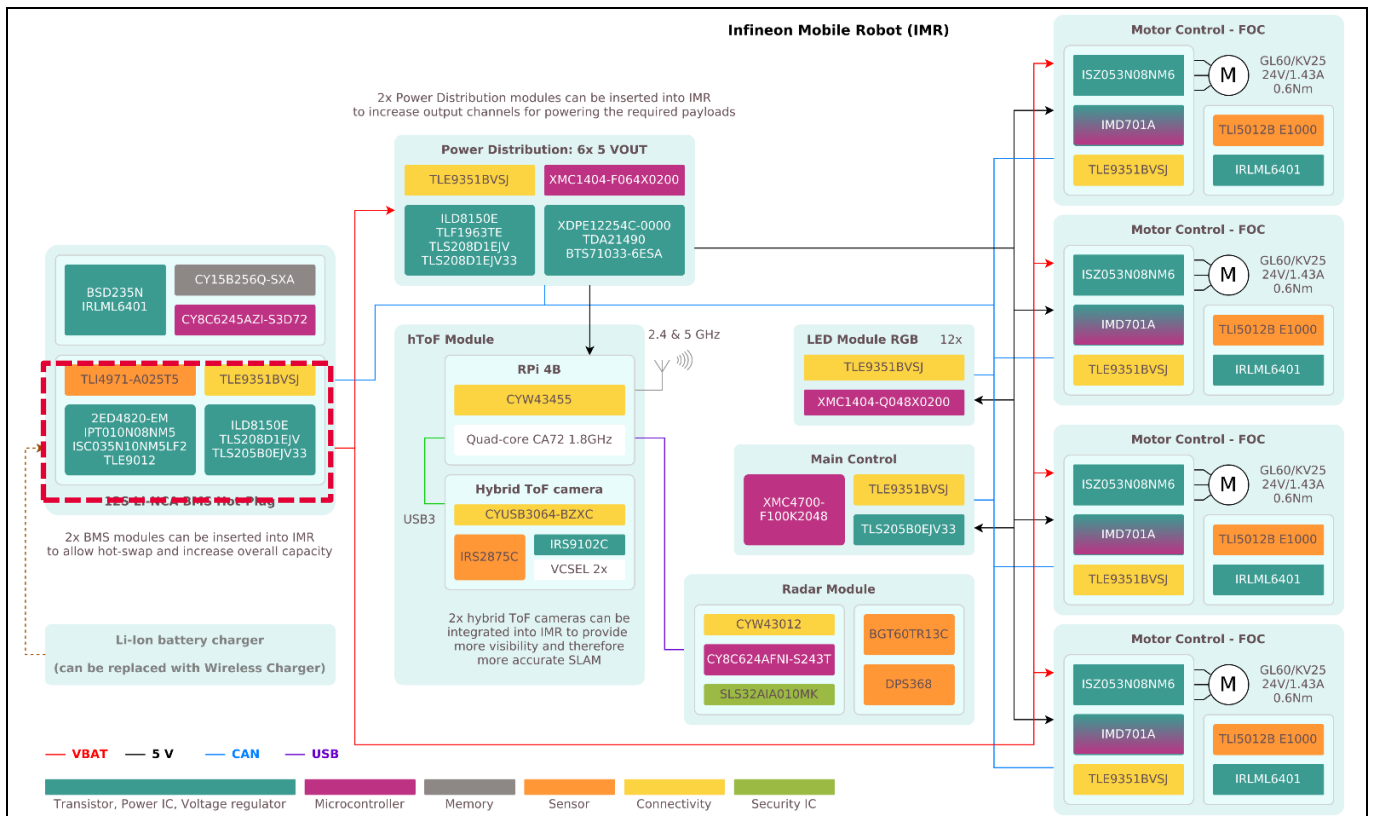 Infineon Mobile Robot (IMR)
2x Power Distribution modules can be inserted into IMR
to increase output channels for powering the required payloads
Power Distribution: 6x 5 VOUT
TLE9351BVSJ
XMC1404-F064X0200
ILD8150E
TLF1963TE
TLS208D1EJV
TLS208D1EJV33
XDPE12254C-0000
TDA21490
BTS71033-6ESA
BSD235N
IRLML6401
CY15B256Q-SXA
CY8C6245AZI-S3D72
TLI4971-A025T5
TLE9351BVSJ
2ED4820-EM
IPT010N08NM5
ISC035N10NM5LF2
TLE9012
ILD8150E
TLS208D1EJV
TLS205B0EJV33
12S Li-NCA BMS Hot-Plug
2x BMS modules can be inserted into IMR
to allow hot-swap and increase overall capacity
Li-Ion battery charger
(can be replaced with Wireless Charger)
hToF Module
2.4 & 5 GHz
RPi 4B
CYW43455
Quad-core CA72 1.8GHz
USB3
Hybrid ToF camera
CYUSB3064-BZXC
IRS2875C
IRS9102C
VCSEL 2x
2x hybrid ToF cameras can be
integrated into IMR to provide
more visibility and therefore
more accurate SLAM
LED Module RGB 12x
TLE9351BVSJ
XMC1404-Q048X0200
Main Control
XMC4700-
F100K2048
TLE9351BVSJ
TLS205B0EJV33
Radar Module
CYW43012
CY8C624AFNI-S243T
SLS32AIA010MK
BGT60TR13C
DPS368
Motor Control - FOC
ISZ053N08NM6
M
GL60/KV25
24V/1.43A
0.6Nm
IMD701A
TLI5012B E1000
TLE9351BVSJ
IRLML6401
Motor Control - FOC
ISZ053N08NM6
M
GL60/KV25
24V/1.43A
0.6Nm
IMD701A
TLI5012B E1000
TLE9351BVSJ
IRLML6401
Motor Control - FOC
ISZ053N08NM6
M
GL60/KV25
24V/1.43A
0.6Nm
IMD701A
TLI5012B E1000
TLE9351BVSJ
IRLML6401
Motor Control - FOC
ISZ053N08NM6
M
GL60/KV25
24V/1.43A
0.6Nm
IMD701A
TLI5012B E1000
TLE9351BVSJ
IRLML6401
VBAT 5 V CAN USB
Transistor, Power IC, Voltage regulator
Microcontroller
Memory
Sensor
Connectivity
Security IC